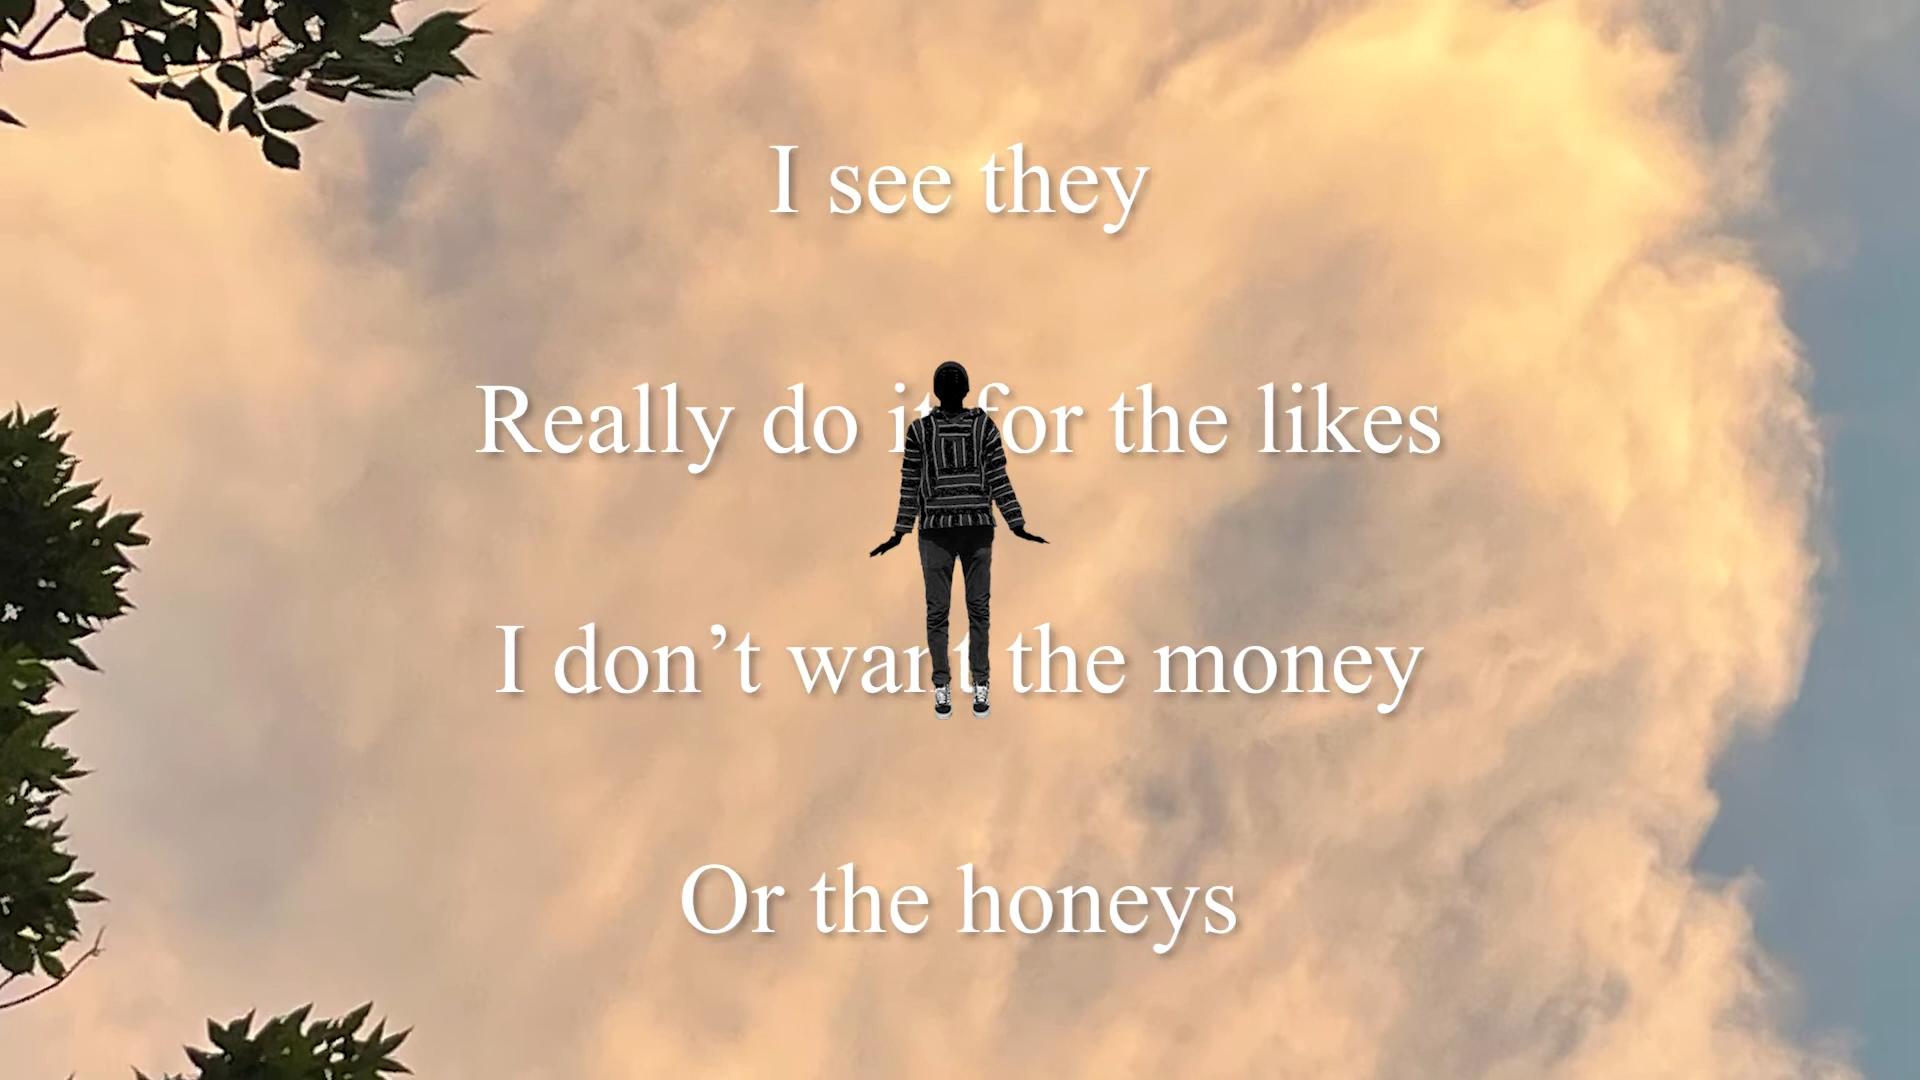 I see they
Really do it for the likes
I don’t want the money
Or the honeys